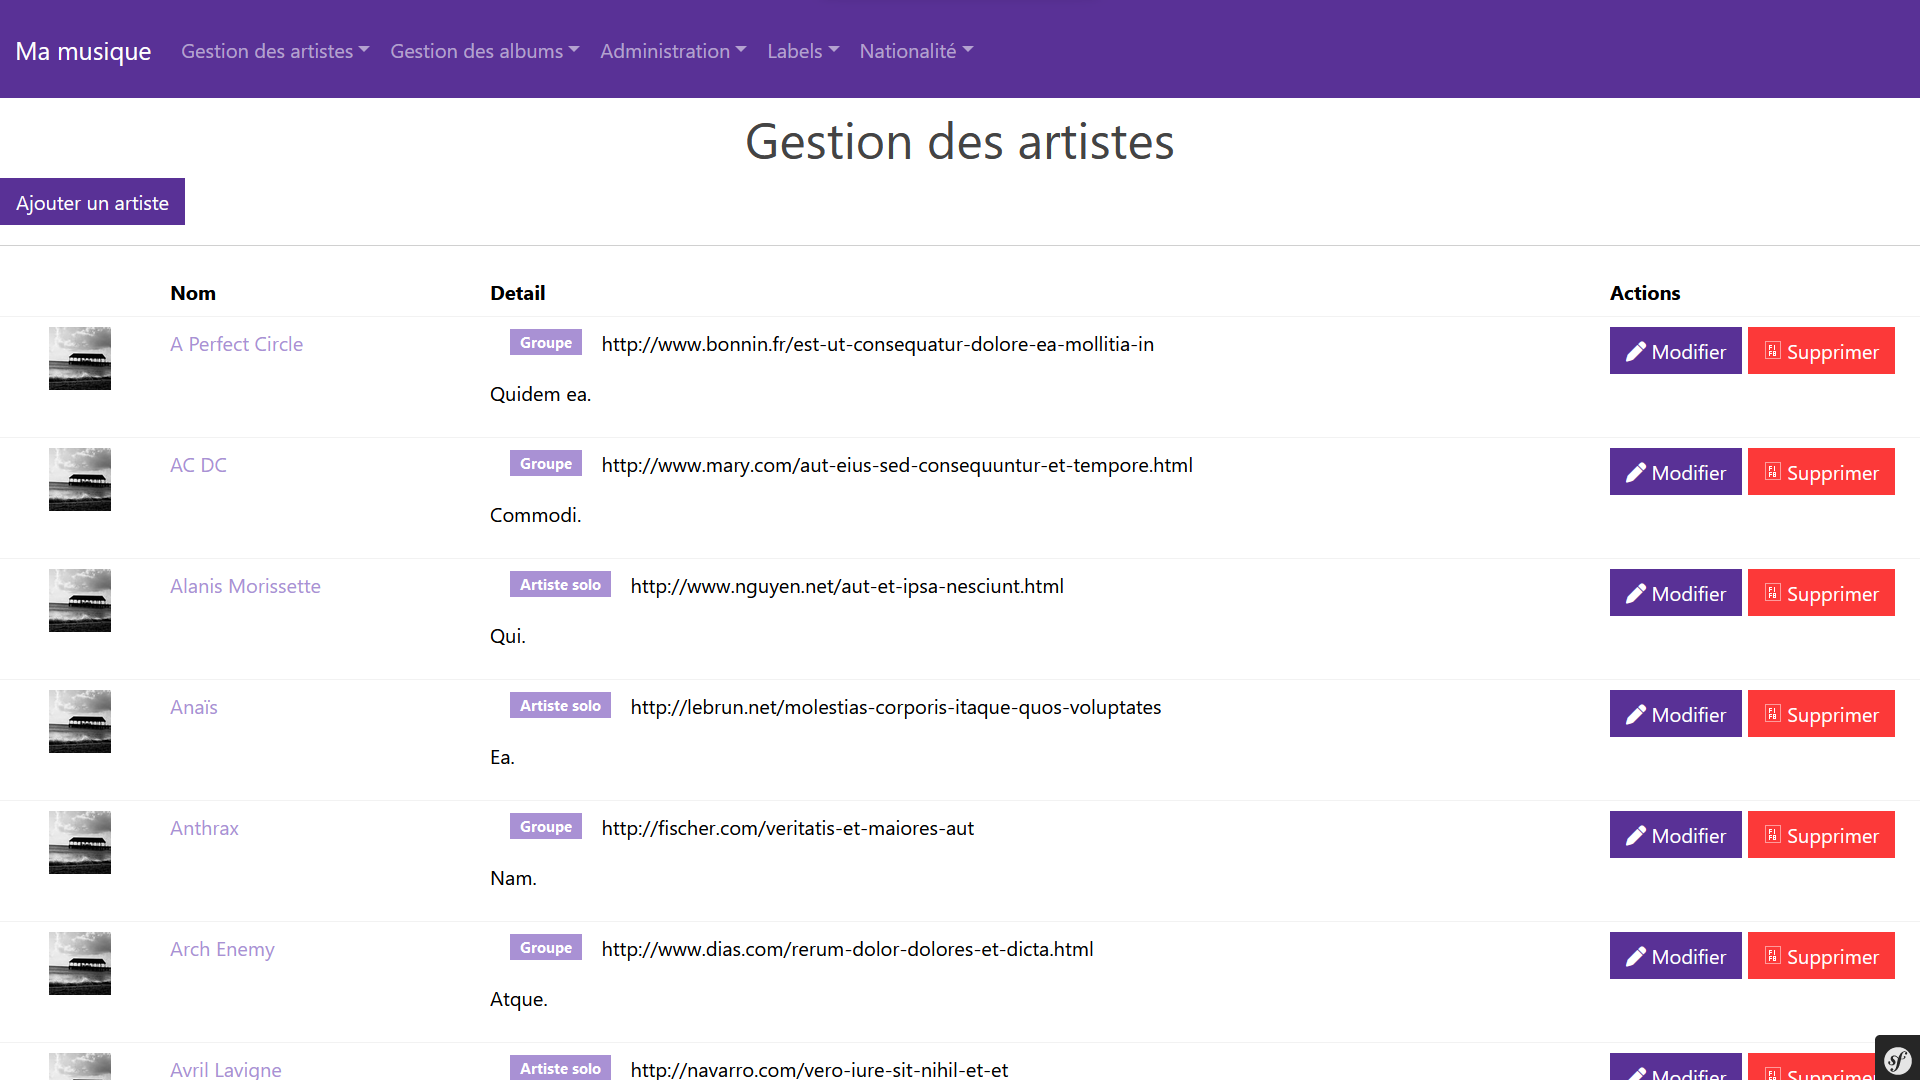 Ma musique Gestion des artistes Gestion des albums Administration Labels Nationalité
Gestion des artistes
Ajouter un artiste
Nom Detail Actions
A Perfect Circle Groupe http://www.bonnin.fr/est-ut-consequatur-dolore-ea-mollitia-in Modifier Supprimer
Quidem ea.
AC DC Groupe http://www.mary.com/aut-eius-sed-consequuntur-et-tempore.html Modifier Supprimer
Commodi.
Alanis Morissette Artiste solo http://www.nguyen.net/aut-et-ipsa-nesciunt.html Modifier Supprimer
Qui.
Anaïs Artiste solo http://lebrun.net/molestias-corporis-itaque-quos-voluptates Modifier Supprimer
Ea.
Anthrax Groupe http://fischer.com/veritatis-et-maiores-aut Modifier Supprimer
Nam.
Arch Enemy Groupe http://www.dias.com/rerum-dolor-dolores-et-dicta.html Modifier Supprimer
Atque.
Avril Lavigne Artiste solo http://navarro.com/vero-iure-sit-nihil-et-et Modifier Supprimer
sf